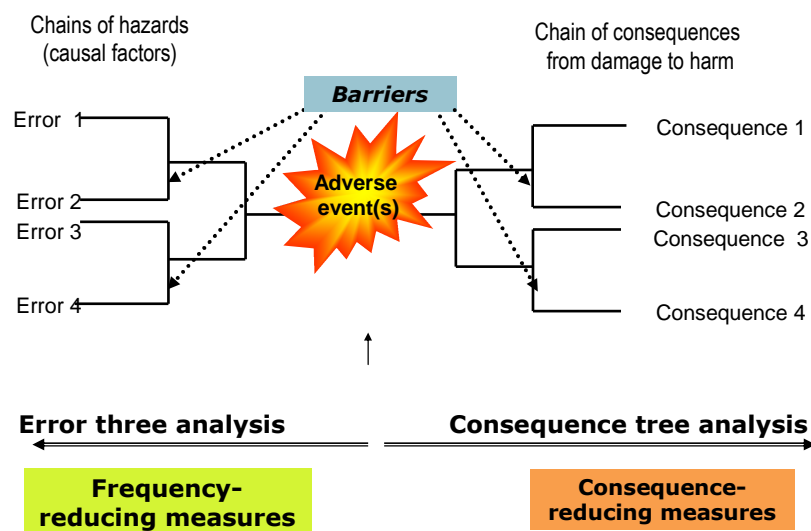 Chains of hazards
(causal factors)
Chain of consequences
from damage to harm
Barriers
Error 1
Error 2
Error 3
Error 4
Adverse
event(s)
Consequence 1
Consequence 2
Consequence 3
Consequence 4
Error three analysis
Consequence tree analysis
Frequency-
reducing measures
Consequence-
reducing measures